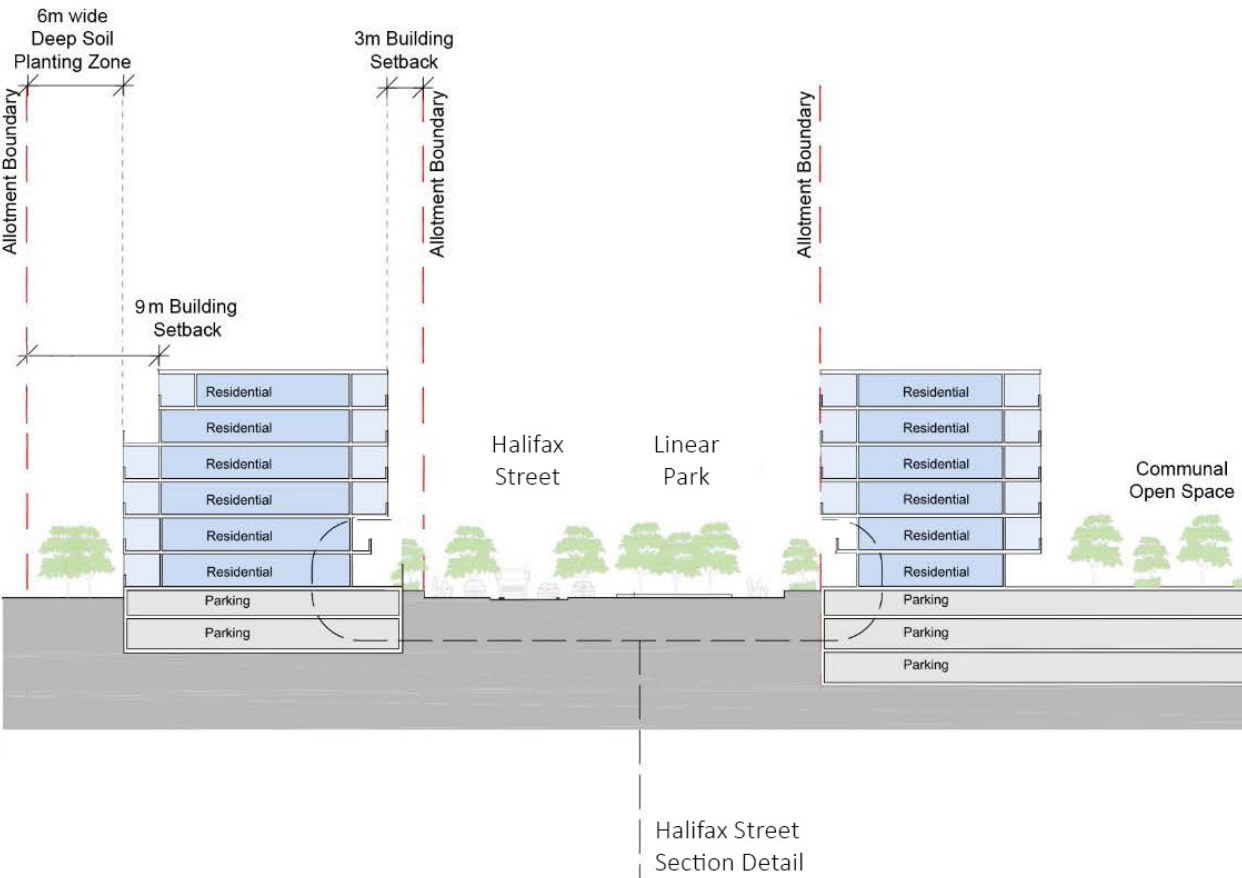 6m wide
Deep Soil
Planting Zone
3m Building
Setback
Allotment Boundary
Allotment Boundary
Allotment Boundary
9m Building
Setback
Residential
Residential
Residential
Residential
Residential
Residential
Parking
Parking
Halifax
Street
Linear
Park
Residential
Residential
Residential
Residential
Residential
Residential
Parking
Parking
Parking
Communal
Open Space
Halifax Street
Section Detail